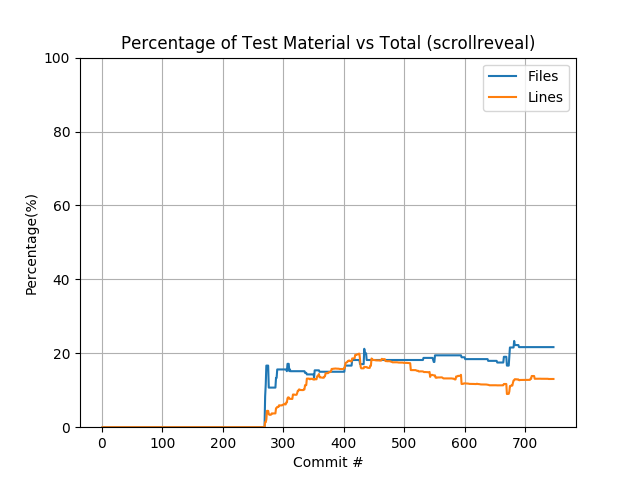 Percentage of Test Material vs Total (scrollreveal)
Files
Lines
Percentage(%)
100
80
60
40
20
0
0 100 200 300 400 500 600 700
Commit #